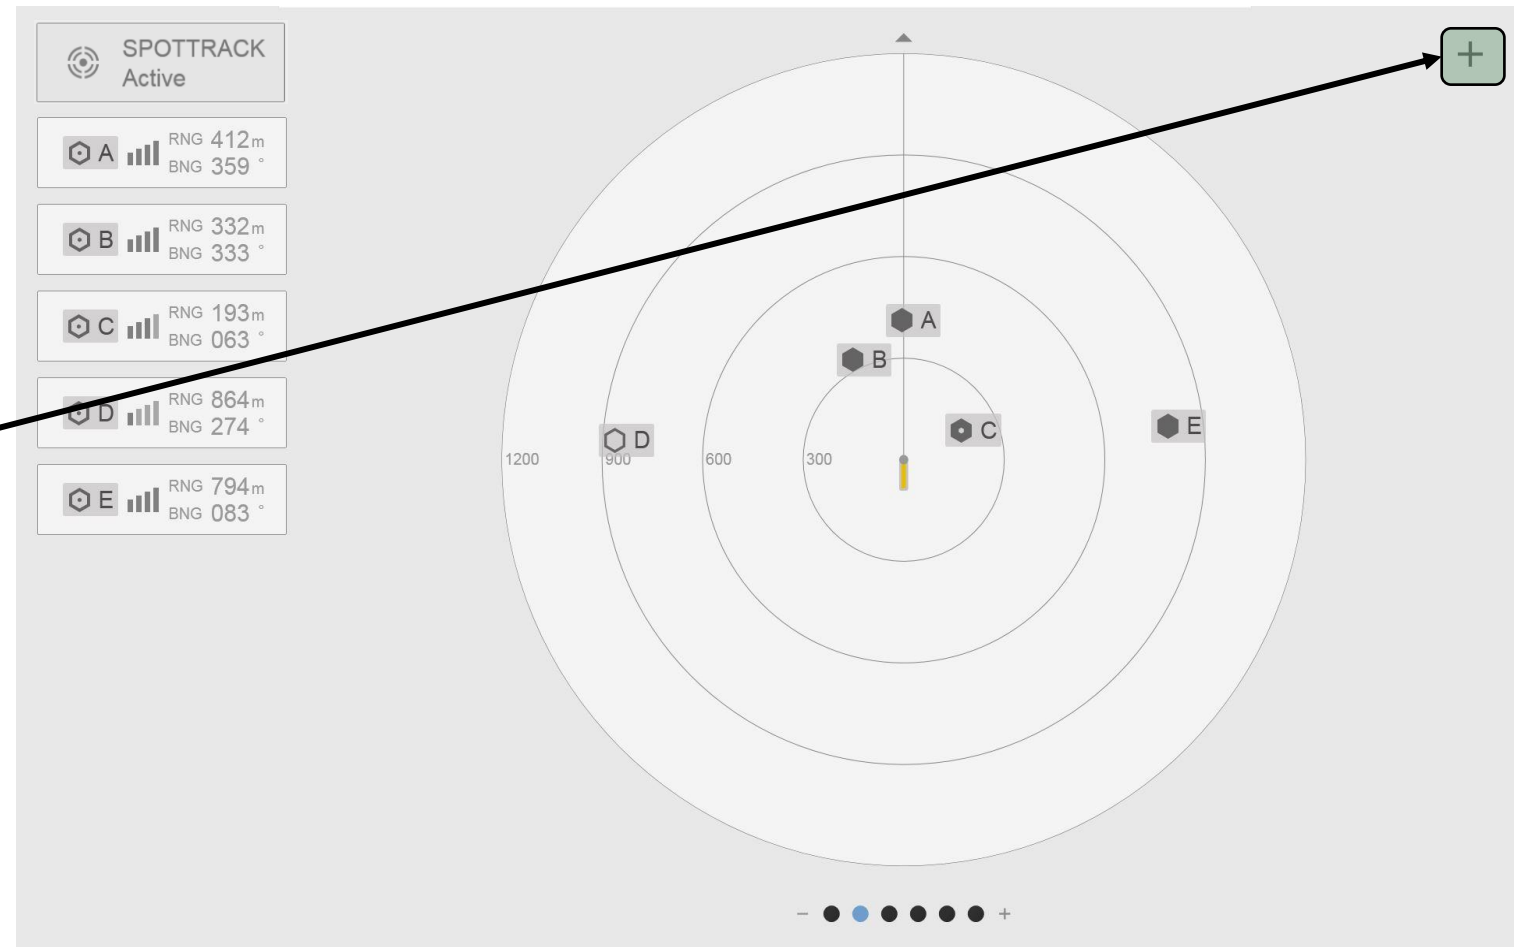 SPOTTRACK
Active
A RNG 412m
BNG 359 °
B RNG 332m
BNG 333 °
C RNG 193m
BNG 063 °
D RNG 864m
BNG 274 °
E RNG 794m
BNG 083 °
+
A
B
C
E
D
1200 900 600 300
− +